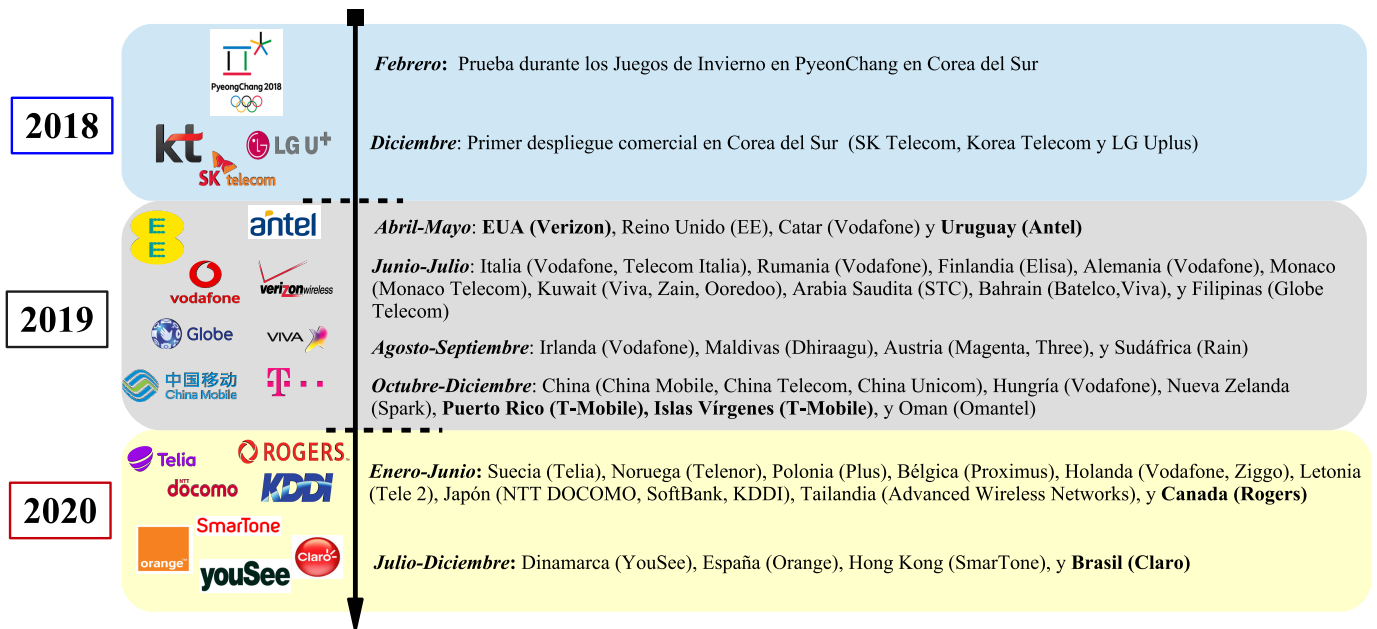 PyeongChang 2018
Febrero: Prueba durante los Juegos de Invierno en PyeonChang en Corea del Sur
2018
kt
LG U+
SK telecom
Diciembre: Primer despliegue comercial en Corea del Sur (SK Telecom, Korea Telecom y LG Uplus)
EE
antel
Abril-Mayo: EUA (Verizon), Reino Unido (EE), Catar (Vodafone) y Uruguay (Antel)
vodafone
verizonwireless
Junio-Julio: Italia (Vodafone, Telecom Italia), Rumania (Vodafone), Finlandia (Elisa), Alemania (Vodafone), Monaco
(Monaco Telecom), Kuwait (Viva, Zain, Ooredoo), Arabia Saudita (STC), Bahrain (Batelco,Viva), y Filipinas (Globe
Telecom)
2019
Globe
VIVA
Agosto-Septiembre: Irlanda (Vodafone), Maldivas (Dhiraagu), Austria (Magenta, Three), y Sudáfrica (Rain)
中国移动
China Mobile
T
Octubre-Diciembre: China (China Mobile, China Telecom, China Unicom), Hungría (Vodafone), Nueva Zelanda
(Spark), Puerto Rico (T-Mobile), Islas Vírgenes (T-Mobile), y Oman (Omantel)
Telia
ROGERS
NTT
docomo
KDDI
Enero-Junio: Suecia (Telia), Noruega (Telenor), Polonia (Plus), Bélgica (Proximus), Holanda (Vodafone, Ziggo), Letonia
(Tele 2), Japón (NTT DOCOMO, SoftBank, KDDI), Tailandia (Advanced Wireless Networks), y Canada (Rogers)
2020
SmarTone
orange
youSee
Claro
Julio-Diciembre: Dinamarca (YouSee), España (Orange), Hong Kong (SmarTone), y Brasil (Claro)